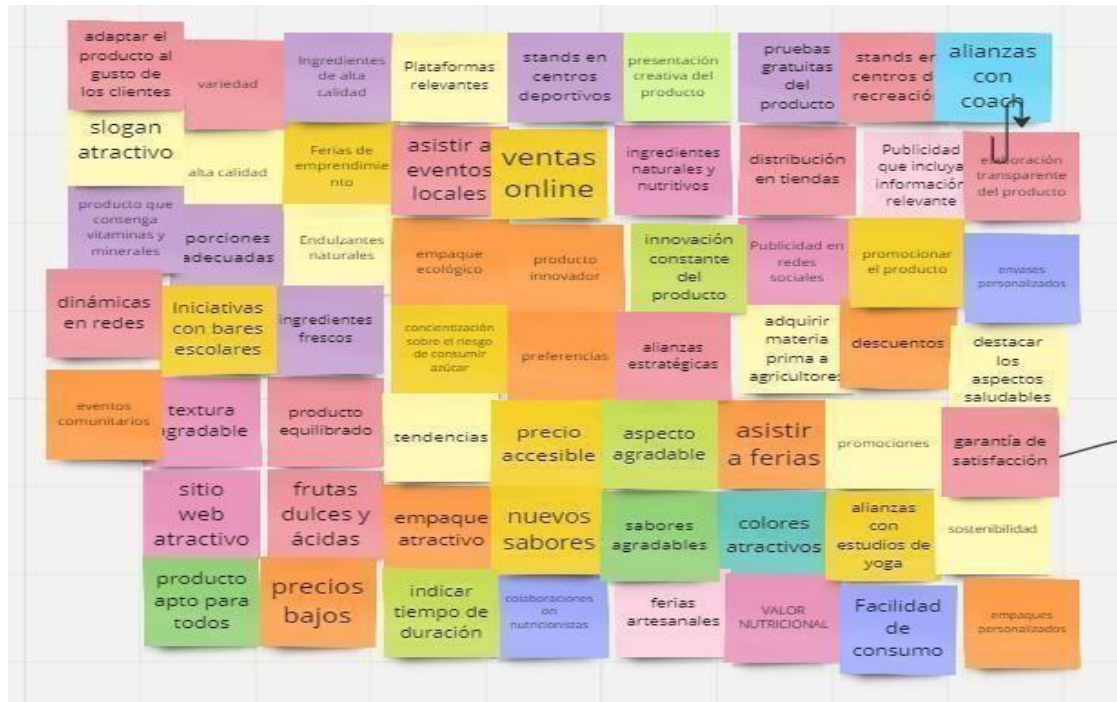 adaptar el
producto al
gusto de
los clientes
variedad
Ingredientes
de alta
calidad
Plataformas
relevantes
stands en
centros
deportivos
presentación
creativa del
producto
pruebas
gratuitas
del
producto
stands en
centros de
recreació
alianzas
con
coach
slogan
atractivo
alta calidad
Ferias de
emprendimie
nto
asistir a
eventos
locales
ventas
online
ingredientes
naturales y
nutritivos
distribución
en tiendas
Publicidad
que incluya
información
relevante
elaboración
transparente
del producto
producto que
contenga
vitaminas y
minerales
porciones
adecuadas
Endulzantes
naturales
empaque
ecológico
producto
innovador
innovación
constante
del
producto
Publicidad en
redes
sociales
promocionar
el producto
envases
personalizados
dinámicas
en redes
Iniciativas
con bares
escolares
ingredientes
frescos
concientización
sobre el riesgo
de consumir
azúcar
preferencias
alianzas
estratégicas
adquirir
materia
prima a
agricultores
descuentos
destacar
los
aspectos
saludables
eventos
comunitarios
textura
agradable
producto
equilibrado
tendencias
precio
accesible
aspecto
agradable
asistir
a ferias
promociones
garantía de
satisfacción
sitio
web
atractivo
frutas
dulces y
ácidas
empaque
atractivo
nuevos
sabores
sabores
agradables
colores
atractivos
alianzas
con
estudios de
yoga
sostenibilidad
producto
apto para
todos
precios
bajos
indicar
tiempo de
duración
colaboraciones
on
nutricionistas
ferias
artesanales
VALOR
NUTRICIONAL
Facilidad
de
consumo
empaques
personalizados